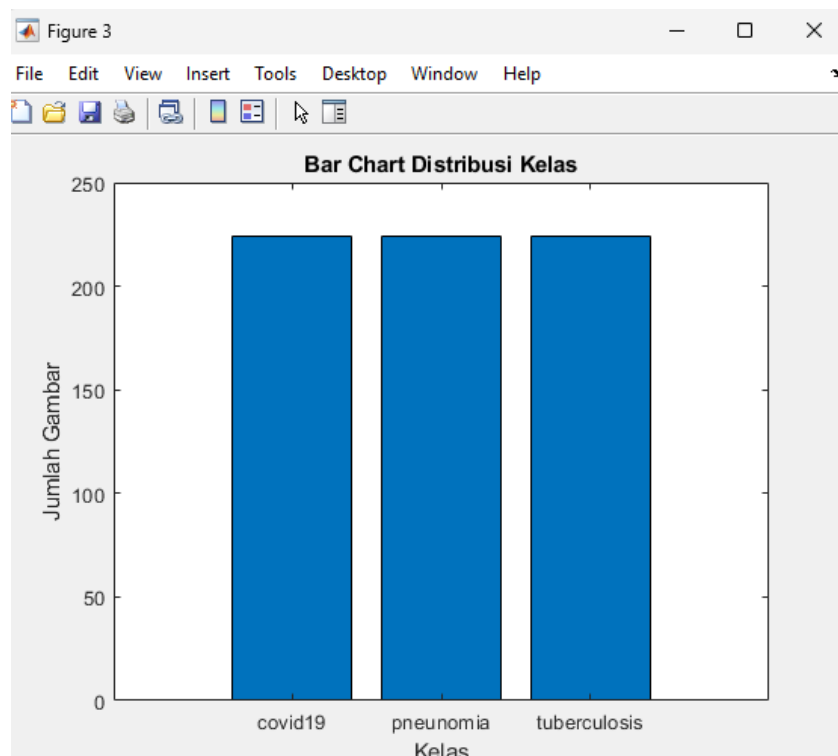 Figure 3
File Edit View Insert Tools Desktop Window Help
Bar Chart Distribusi Kelas
250
200
150
100
50
0
Jumlah Gambar
covid19 pneunomia tuberculosis
Kelas